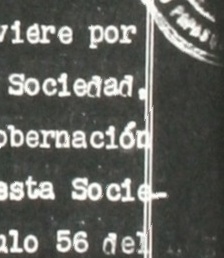 viere por
Sociedad,
obernación
esta Socie-
ulo 56 del